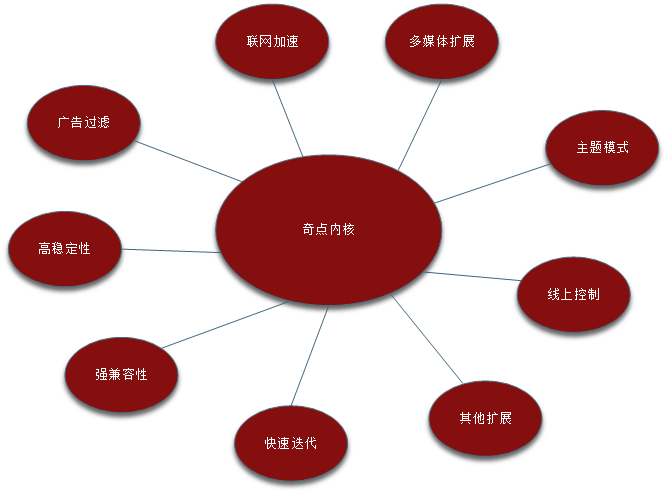 联网加速
多媒体扩展
广告过滤
主题模式
奇点内核
高稳定性
线上控制
强兼容性
其他扩展
快速迭代